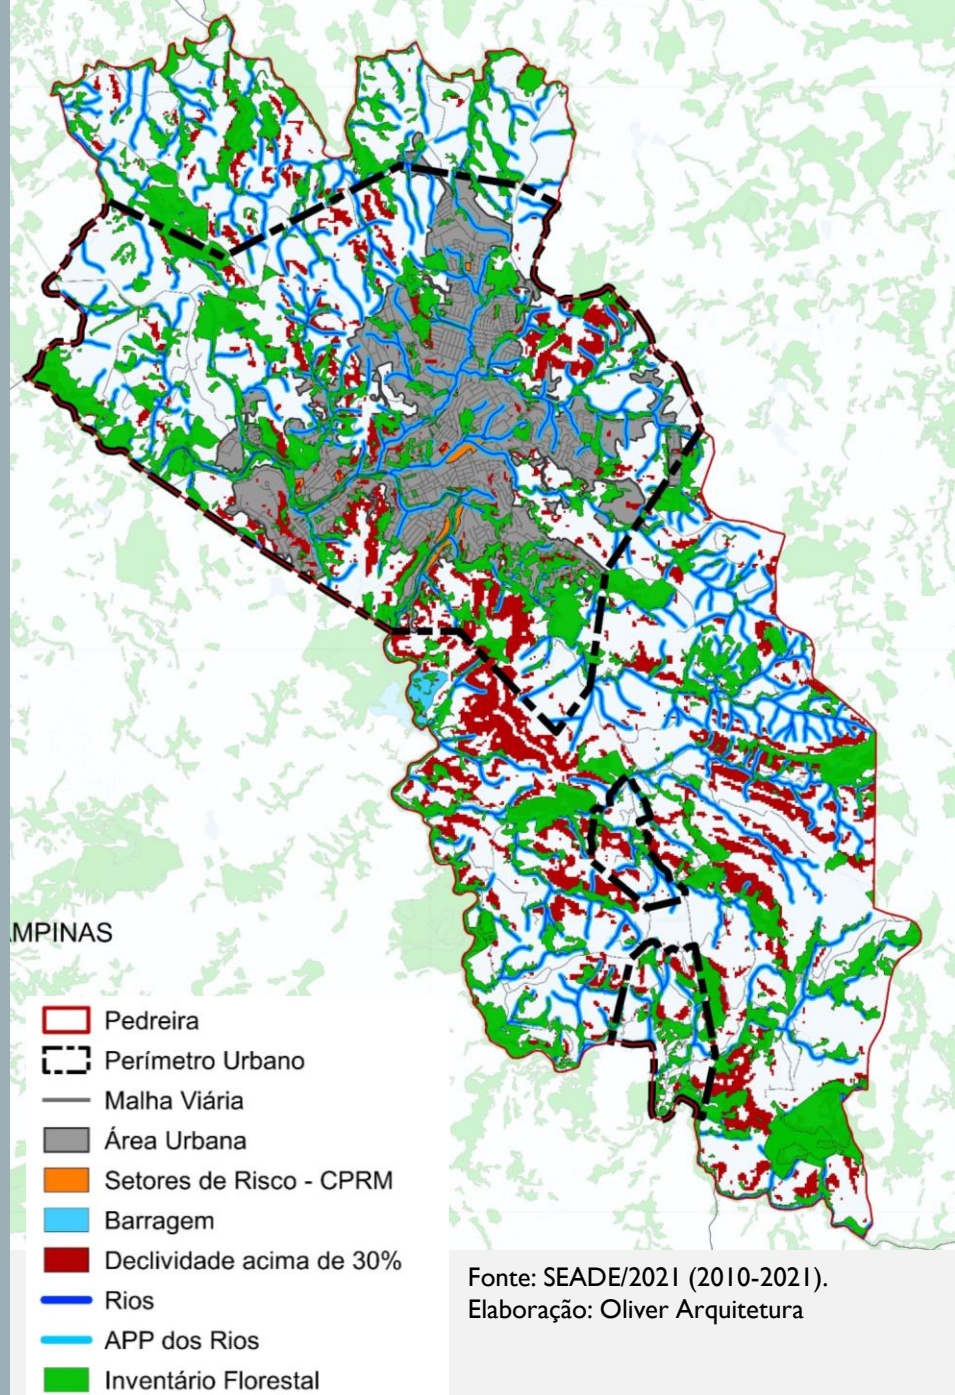 MPINAS
Pedreira
Perímetro Urbano
Malha Viária
Área Urbana
Setores de Risco - CPRM
Barragem
Declividade acima de 30%
Rios
APP dos Rios
Inventário Florestal
Fonte: SEADE/2021 (2010-2021).
Elaboração: Oliver Arquitetura